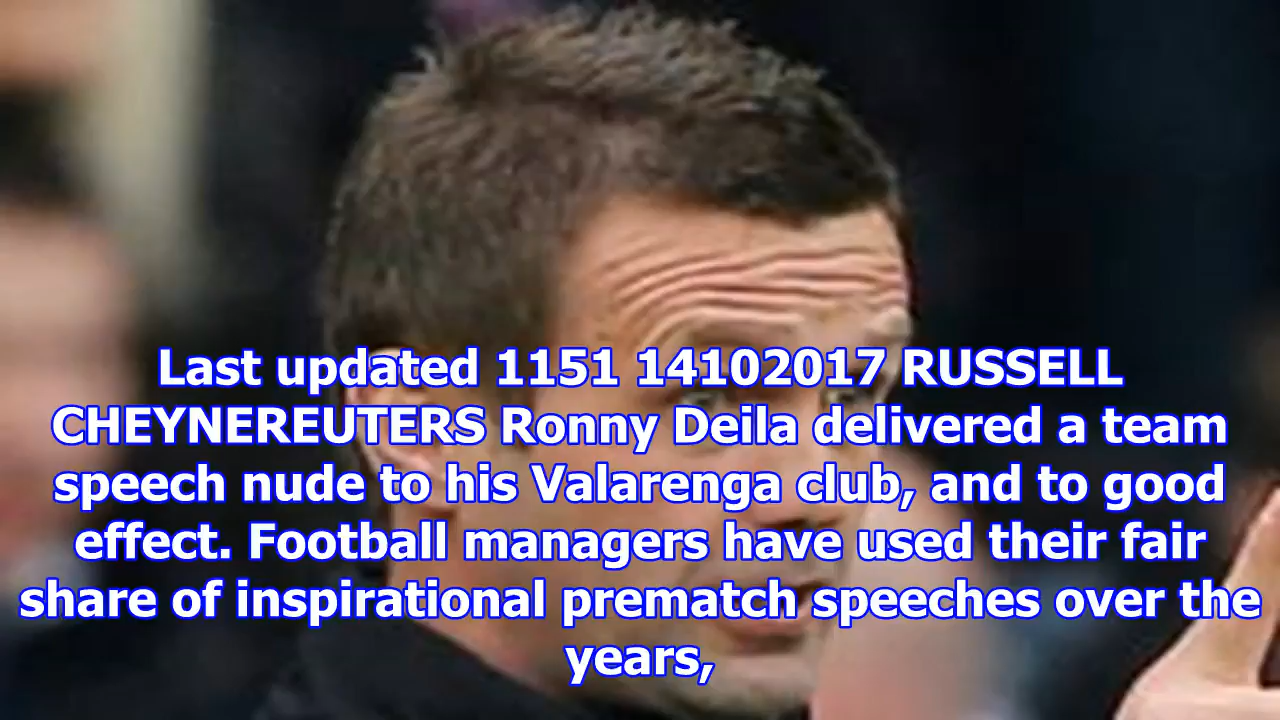 Last updated 1151 14102017 RUSSELL
CHEYNEREUTERS Ronny Deila delivered a team
speech nude to his Valarenga club, and to good
effect. Football managers have used their fair
share of inspirational prematch speeches over the
years,